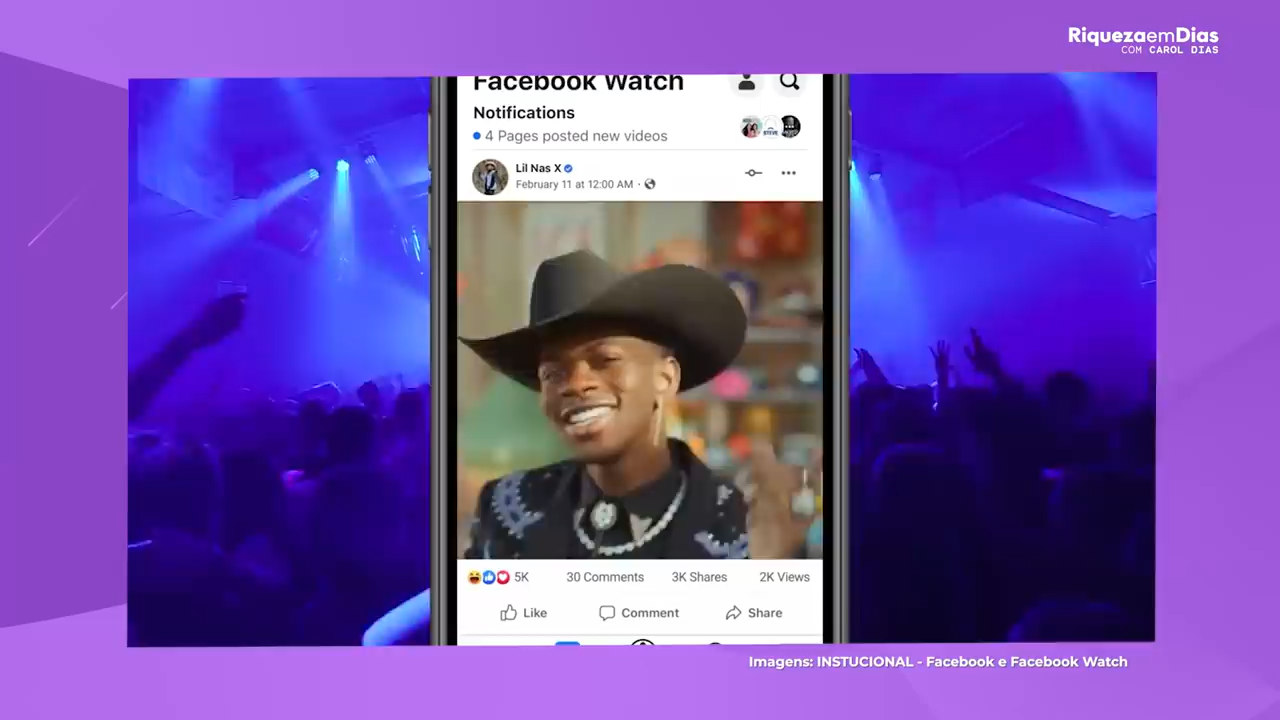 RiquezaemDias
COM CAROL DIAS
Facebook Watch
Notifications
4 Pages posted new videos
Lil Nas X
February 11 at 12:00 AM ·
5K
30 Comments
3K Shares
2K Views
Like
Comment
Share
Imagens: INSTUCIONAL - Facebook e Facebook Watch